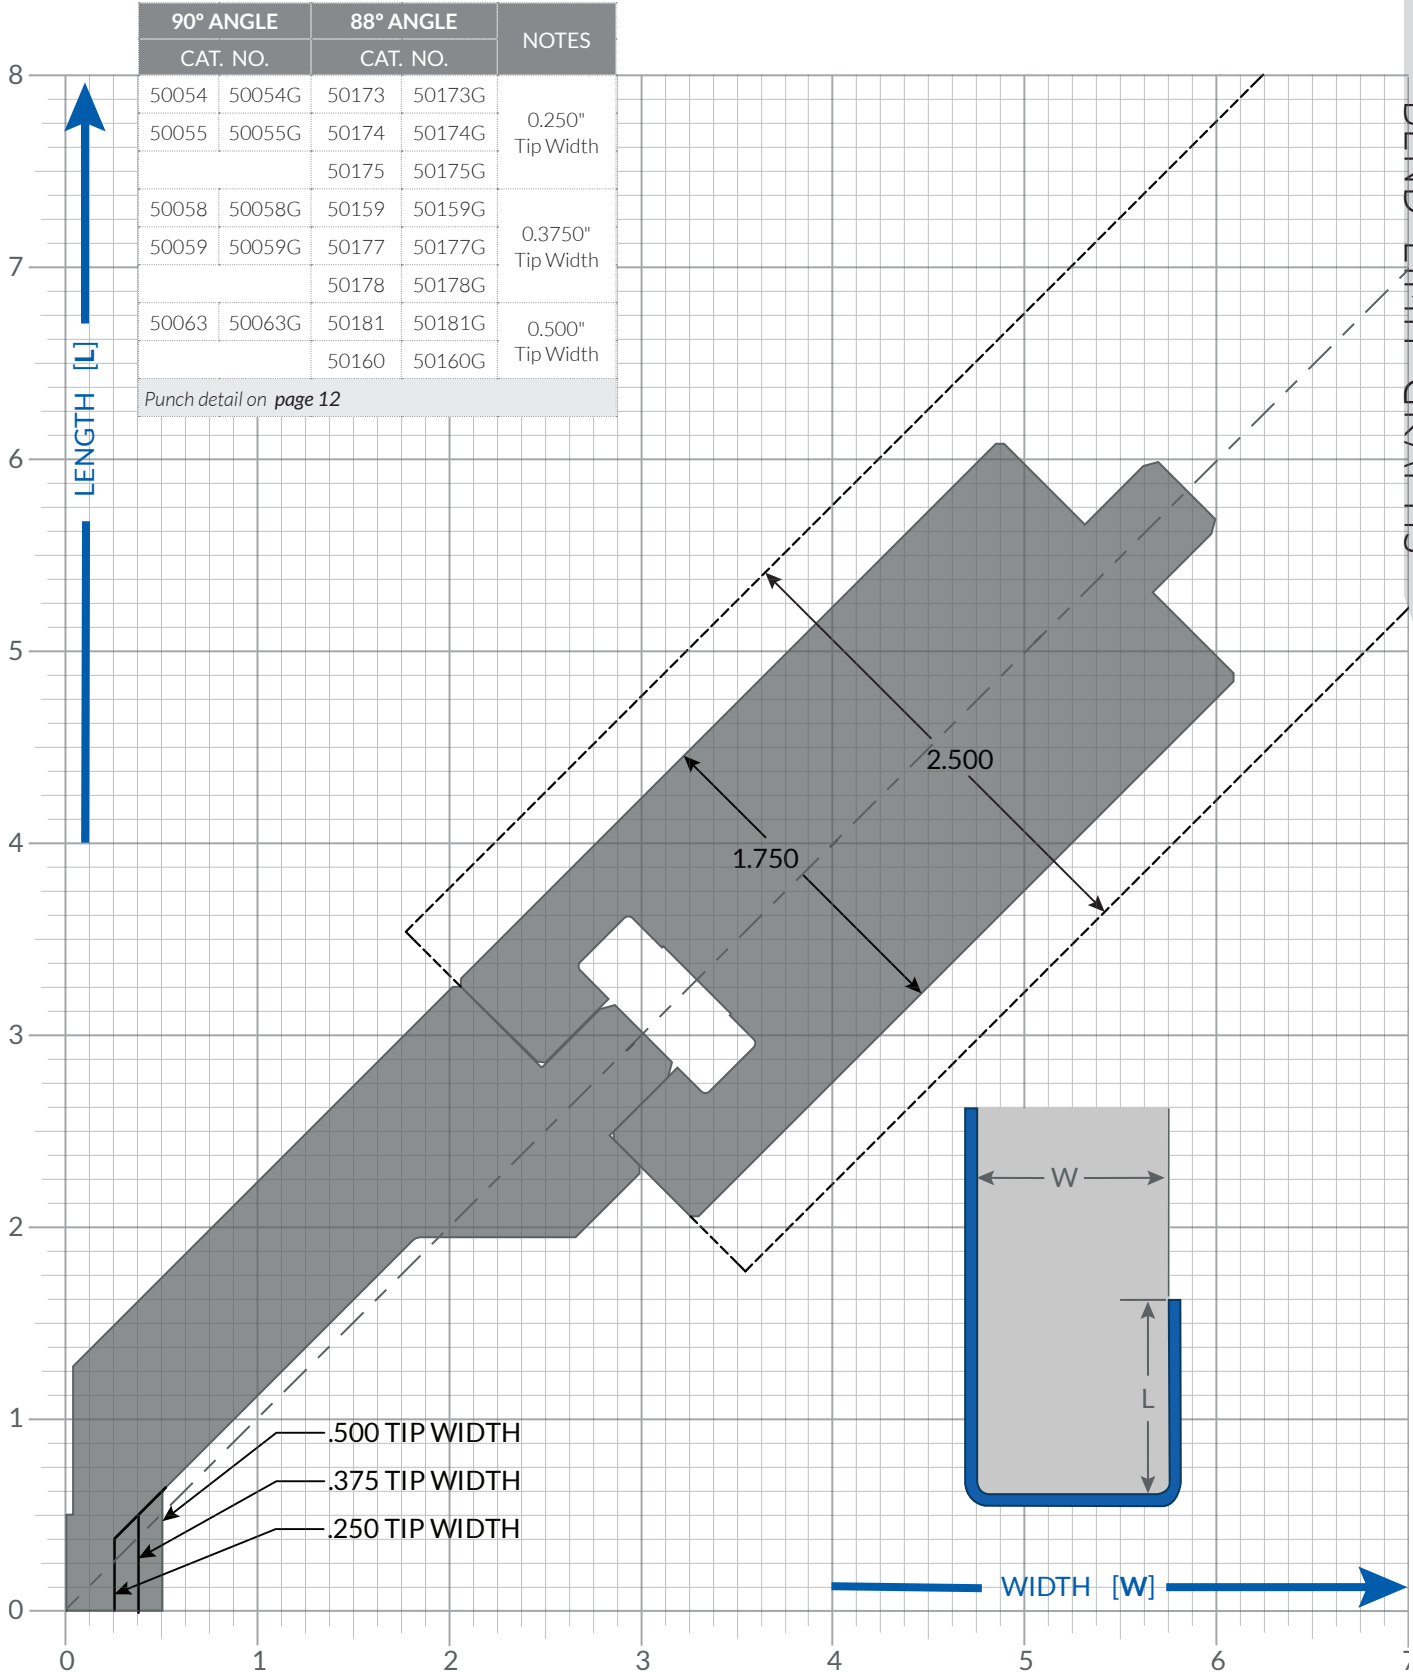 90º ANGLE 88º ANGLE NOTES
CAT. NO. CAT. NO.
50054 50054G 50173 50173G
50055 50055G 50174 50174G
0.250"
Tip Width
50175 50175G
50058 50058G 50159 50159G
50059 50059G 50177 50177G
0.3750"
Tip Width
50178 50178G
50063 50063G 50181 50181G
50160 50160G
0.500"
Tip Width
Punch detail on page 12
8
7
6
5
4
3
2
1
0
LENGTH [L]
2.500
1.750
W
L
.500 TIP WIDTH
.375 TIP WIDTH
.250 TIP WIDTH
WIDTH [W]
0 1 2 3 4 5 6 7